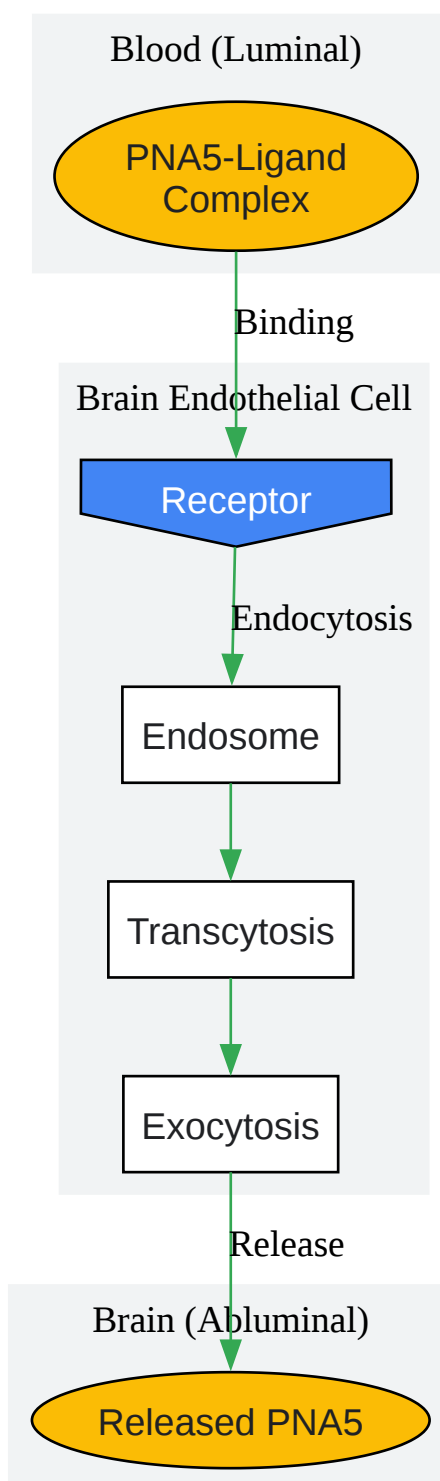 Blood (Luminal)
PNA5-Ligand
Complex
Binding
Brain Endothelial Cell
Receptor
Endocytosis
Endosome
Transcytosis
Exocytosis
Release
Brain (Abluminal)
Released PNA5